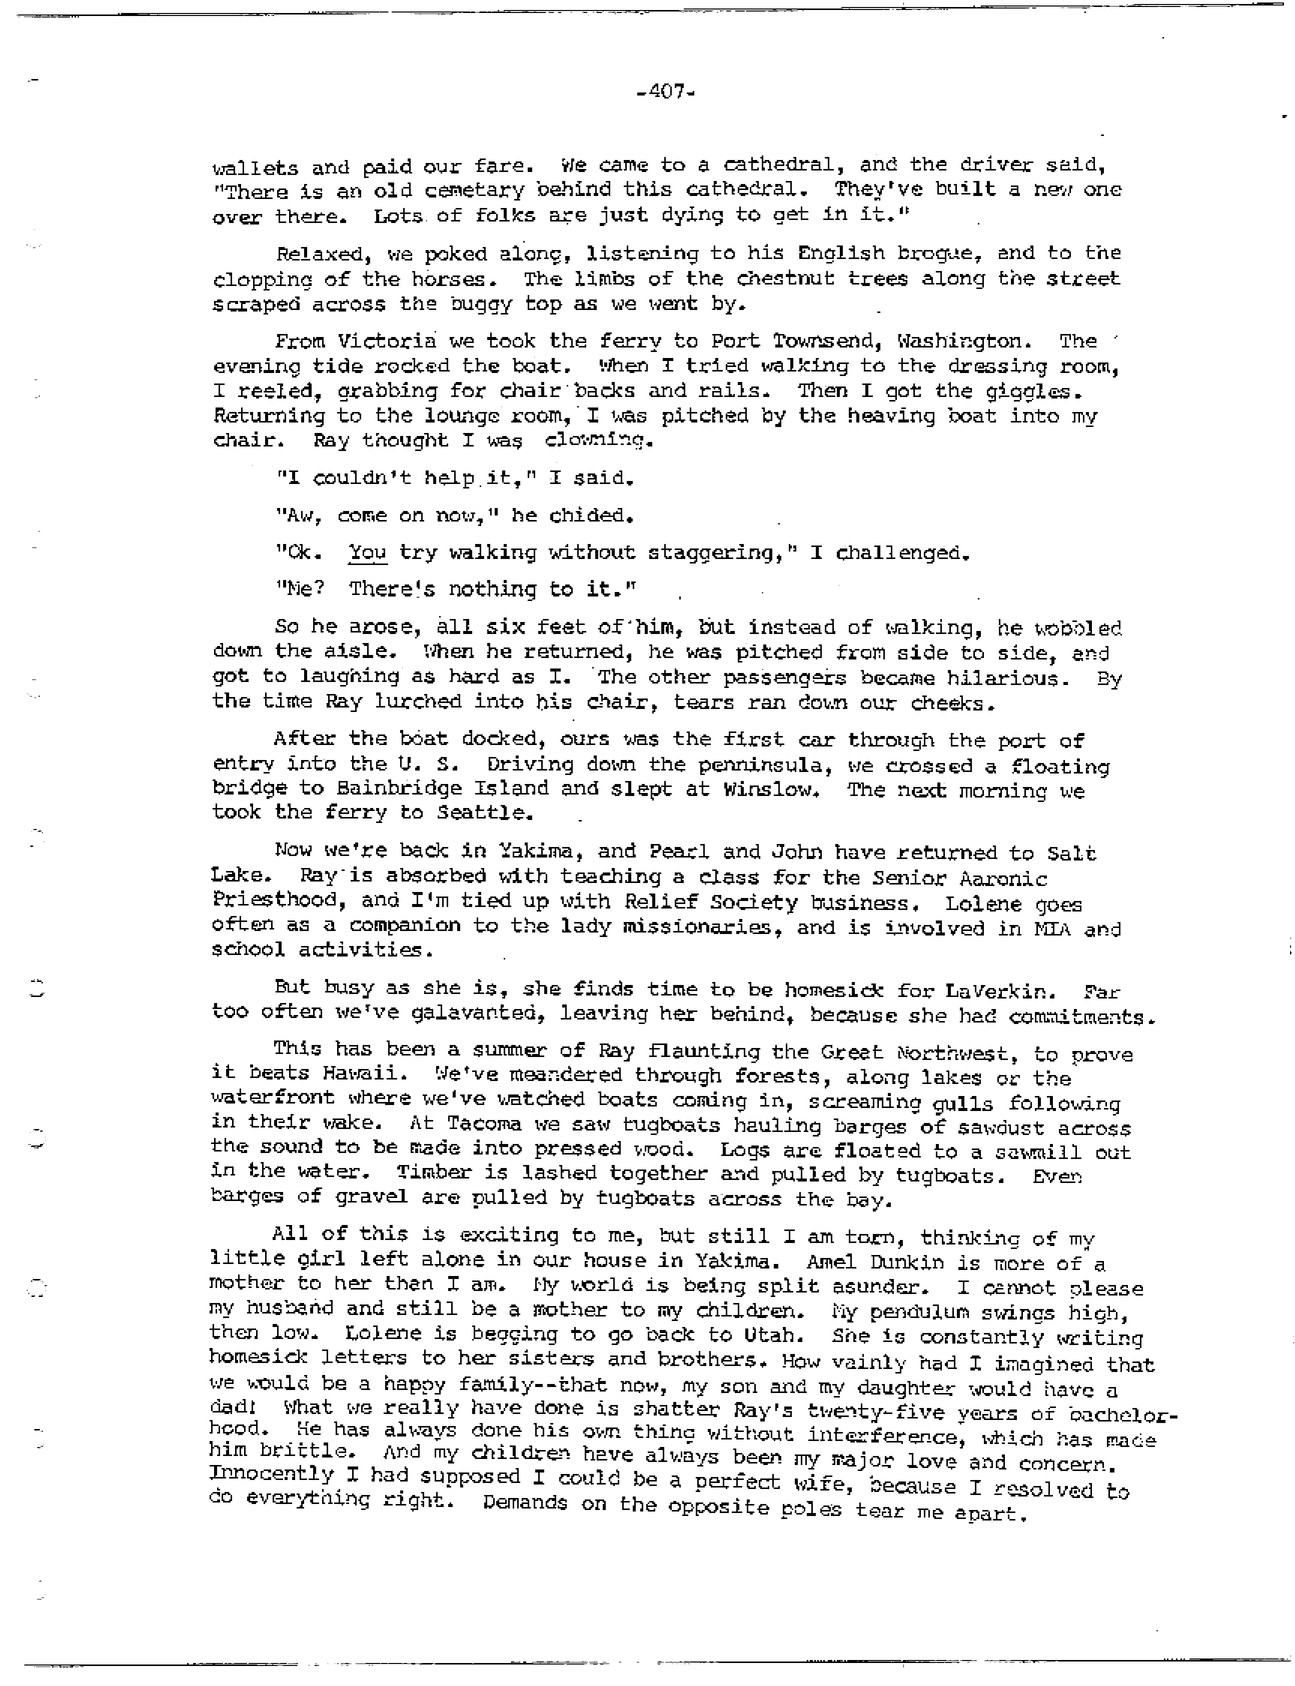 -407-
wallets and paid our fare. We came to a cathedral, and the driver said,
"There is an old cemetary behind this cathedral. They've built a new one
over there. Lots of folks are just dying to get in it."
Relaxed, we poked along, listening to his English brogue, and to the
clopping of the horses. The limbs of the chestnut trees along the street
scraped across the buggy top as we went by.
From Victoria we took the ferry to Port Townsend, Washington. The
evening tide rocked the boat. When I tried walking to the dressing room,
I reeled, grabbing for chair backs and rails. Then I got the giggles.
Returning to the lounge room, I was pitched by the heaving boat into my
chair. Ray thought I was clowning.
"I couldn't help it," I said.
"Aw, come on now," he chided.
"Ok. You try walking without staggering," I challenged.
"Me? There's nothing to it."
So he arose, all six feet of him, but instead of walking, he wobbled
down the aisle. When he returned, he was pitched from side to side, and
got to laughing as hard as I. The other passengers became hilarious. By
the time Ray lurched into his chair, tears ran down our cheeks.
After the boat docked, ours was the first car through the port of
entry into the U. S. Driving down the penninsula, we crossed a floating
bridge to Bainbridge Island and slept at Winslow. The next morning we
took the ferry to Seattle.
Now we're back in Yakima, and Pearl and John have returned to Salt
Lake. Ray is absorbed with teaching a class for the Senior Aaronic
Priesthood, and I'm tied up with Relief Society business. Lolene goes
often as a companion to the lady missionaries, and is involved in MIA and
school activities.
But busy as she is, she finds time to be homesick for LaVerkin. Far
too often we've galavanted, leaving her behind, because she had commitments.
This has been a summer of Ray flaunting the Great Northwest, to prove
it beats Hawaii. We've meandered through forests, along lakes or the
waterfront where we've watched boats coming in, screaming gulls following
in their wake. At Tacoma we saw tugboats hauling barges of sawdust across
the sound to be made into pressed wood. Logs are floated to a sawmill out
in the water. Timber is lashed together and pulled by tugboats. Even
barges of gravel are pulled by tugboats across the bay.
All of this is exciting to me, but still I am torn, thinking of my
little girl left alone in our house in Yakima. Amel Dunkin is more of a
mother to her than I am. My world is being split asunder. I cannot please
my husband and still be a mother to my children. My pendulum swings high,
then low. Lolene is begging to go back to Utah. She is constantly writing
homesick letters to her sisters and brothers. How vainly had I imagined that
we would be a happy family--that now, my son and my daughter would have a
dad! What we really have done is shatter Ray's twenty-five years of bachelor-
hood. He has always done his own thing without interference, which has made
him brittle. And my children have always been my major love and concern.
Innocently I had supposed I could be a perfect wife, because I resolved to
do everything right. Demands on the opposite poles tear me apart.